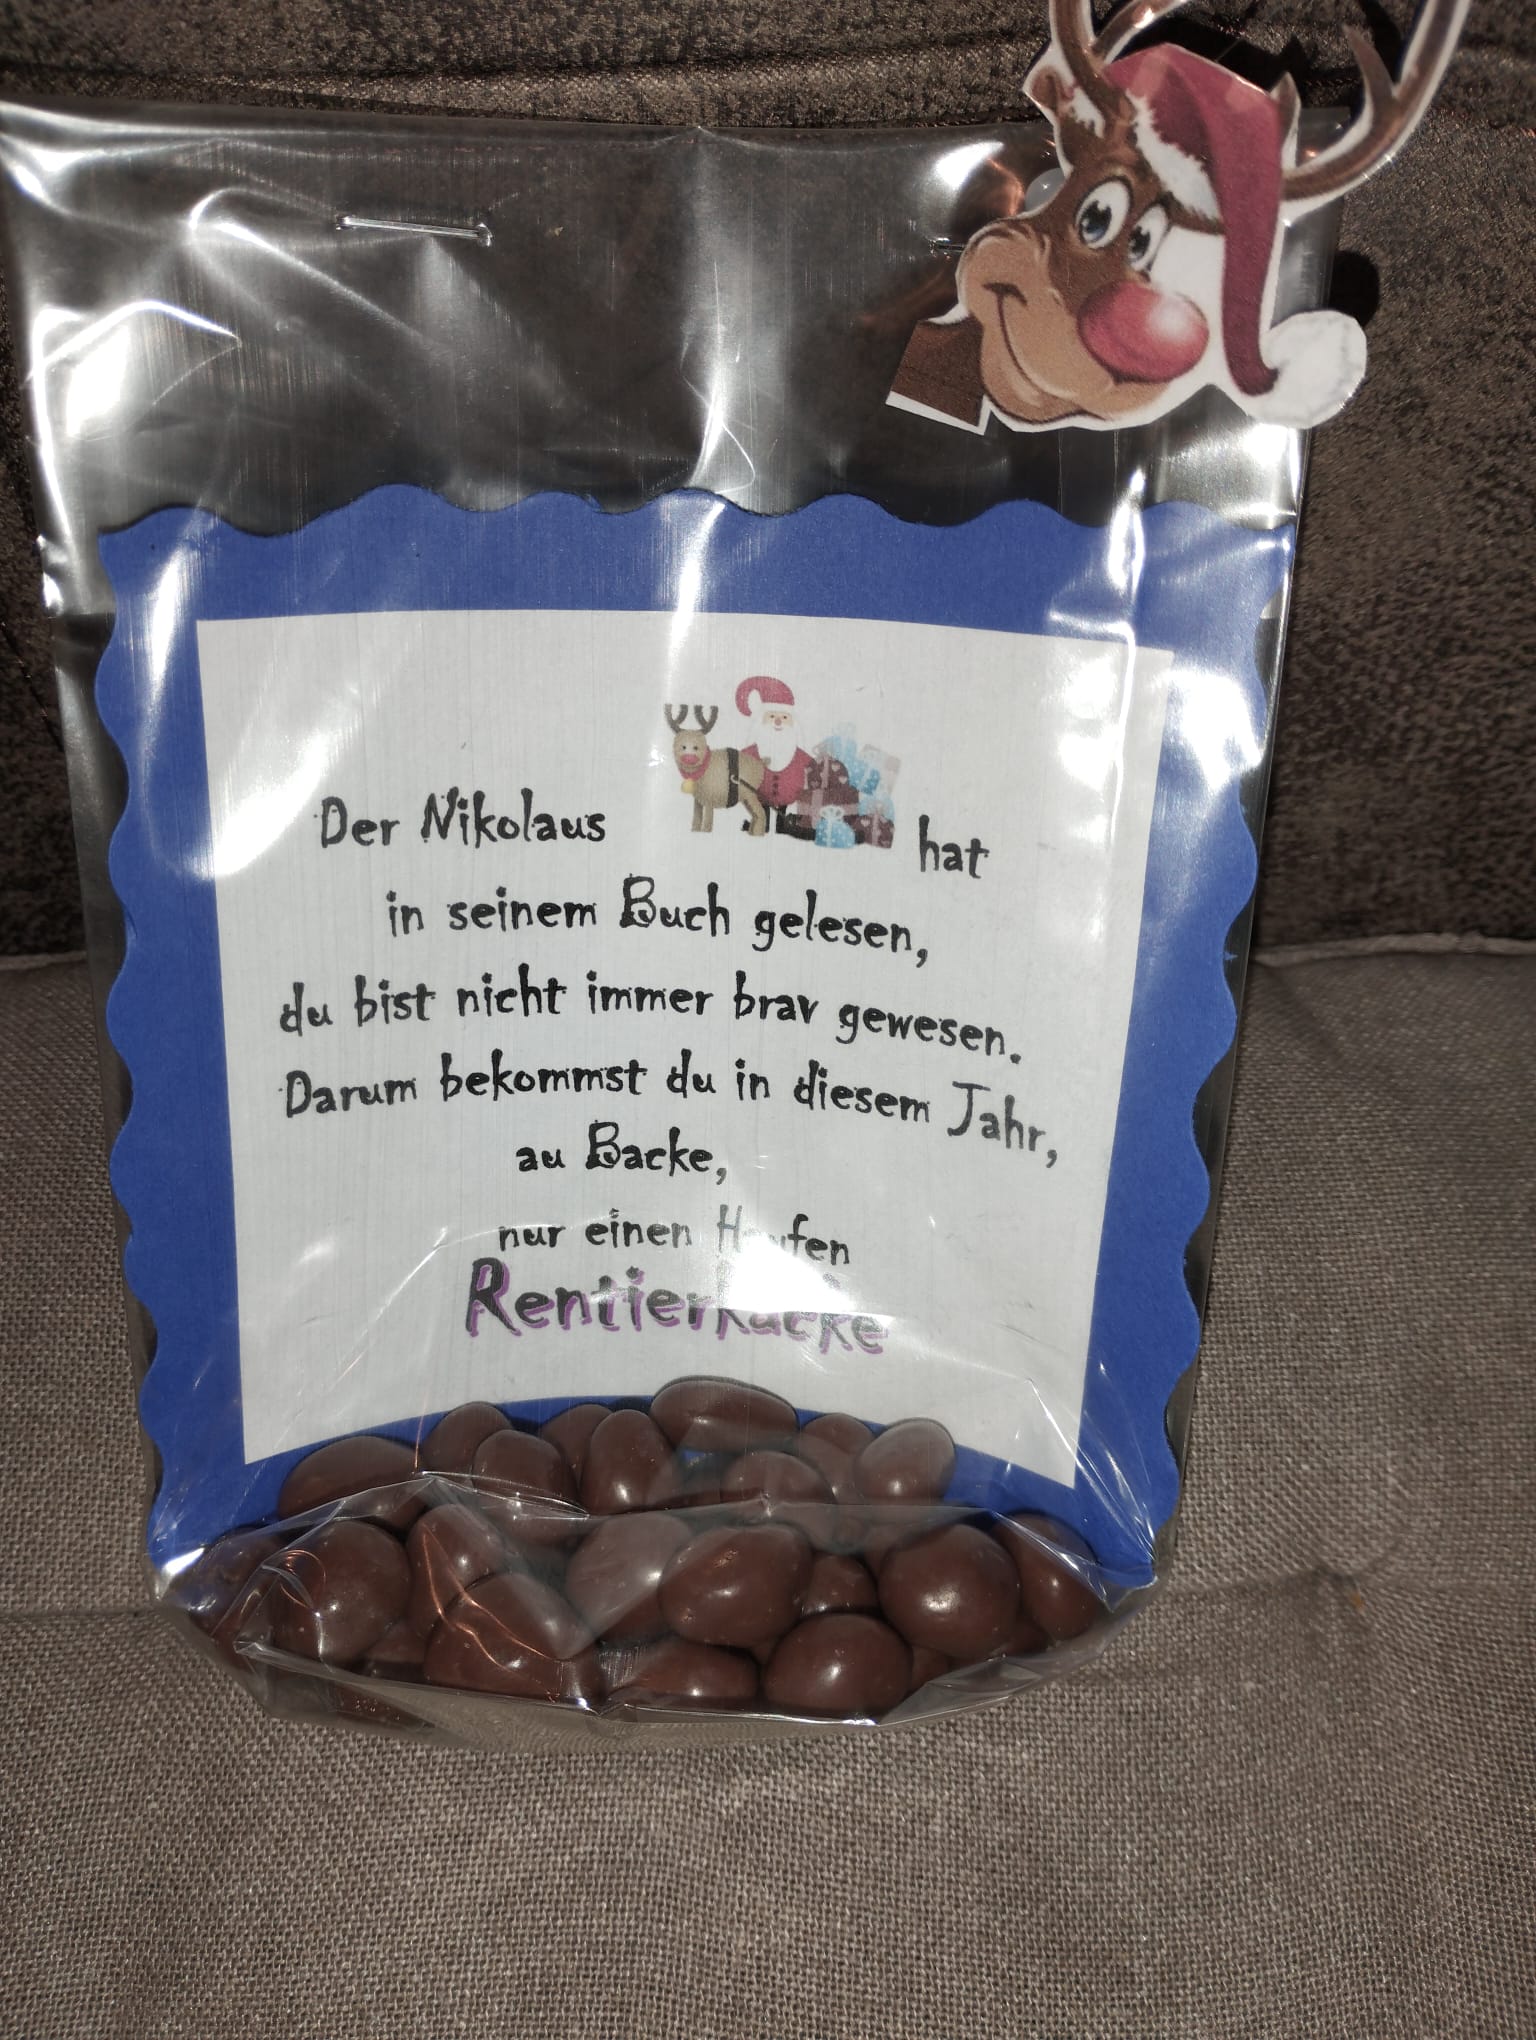 Der Nikolaus hat
in seinem Buch gelesen,
du bist nicht immer brav gewesen.
Darum bekommst du in diesem Jahr,
au Backe,
nur einen Haufen
Rentierkacke